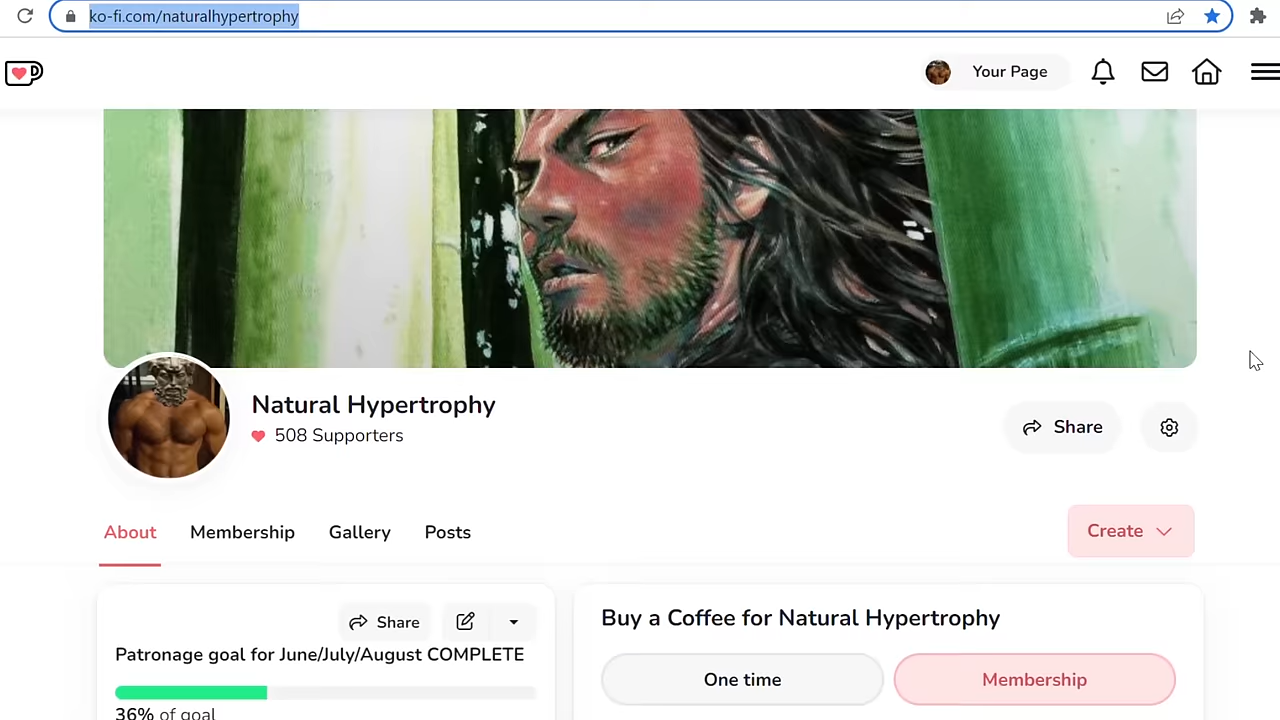 ko-fi.com/naturalhypertrophy
Your Page
Natural Hypertrophy
508 Supporters
Share
About
Membership
Gallery
Posts
Create
Share
Patronage goal for June/July/August COMPLETE
36% of goal
Buy a Coffee for Natural Hypertrophy
One time
Membership